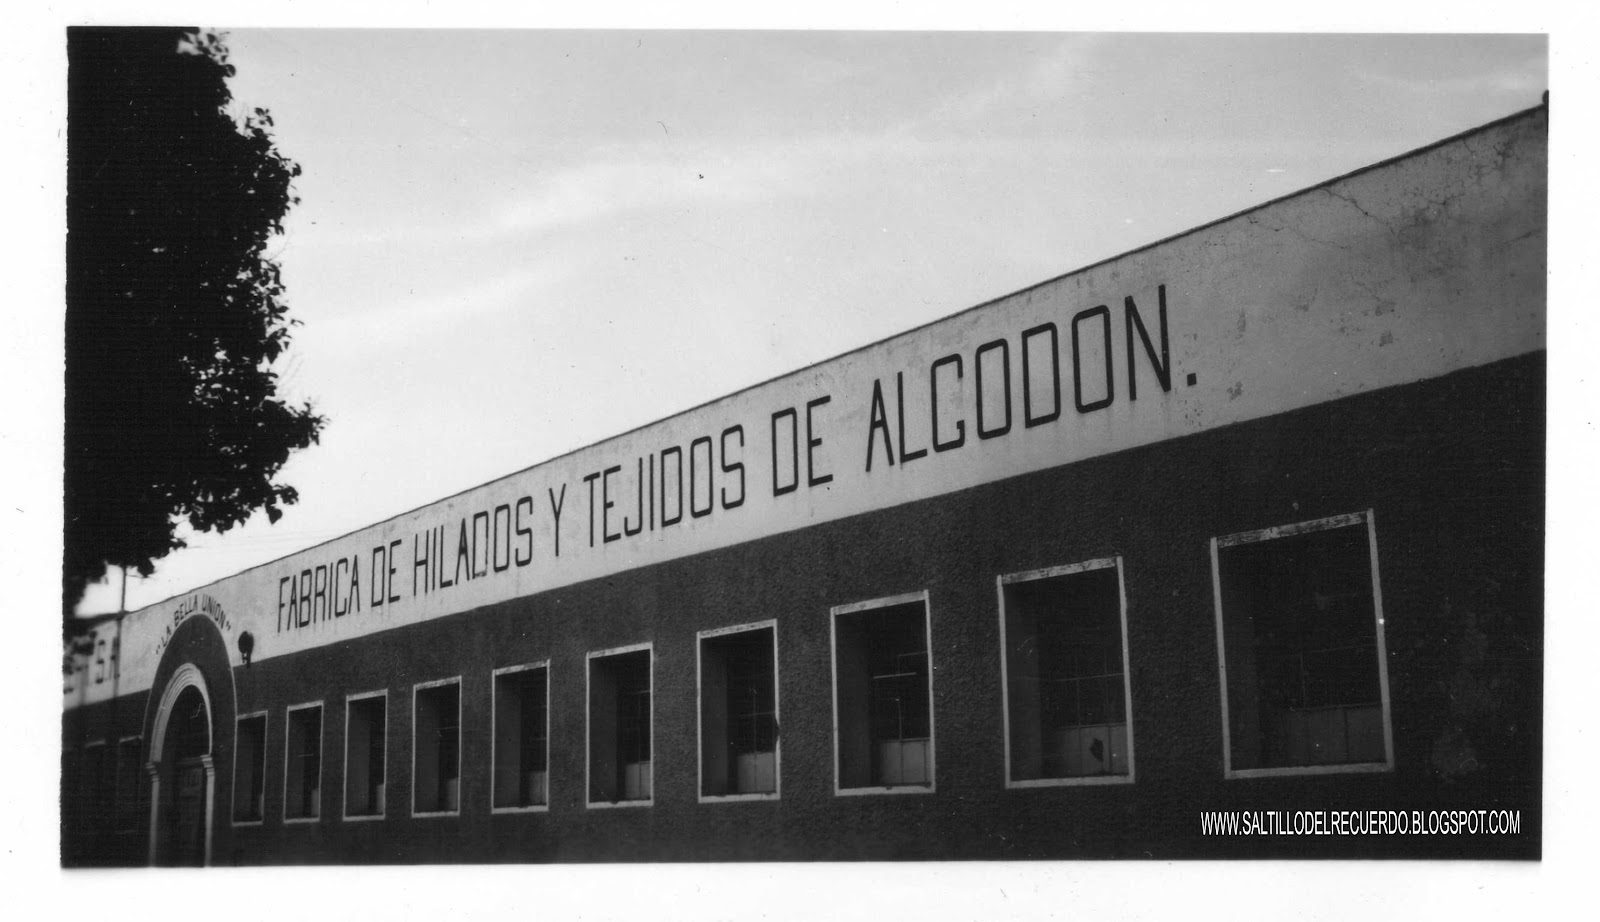 "LA BELLA UNION"
S.A.
FABRICA DE HILADOS Y TEJIDOS DE ALGODON.
WWW.SALTILLODELRECUERDO.BLOGSPOT.COM